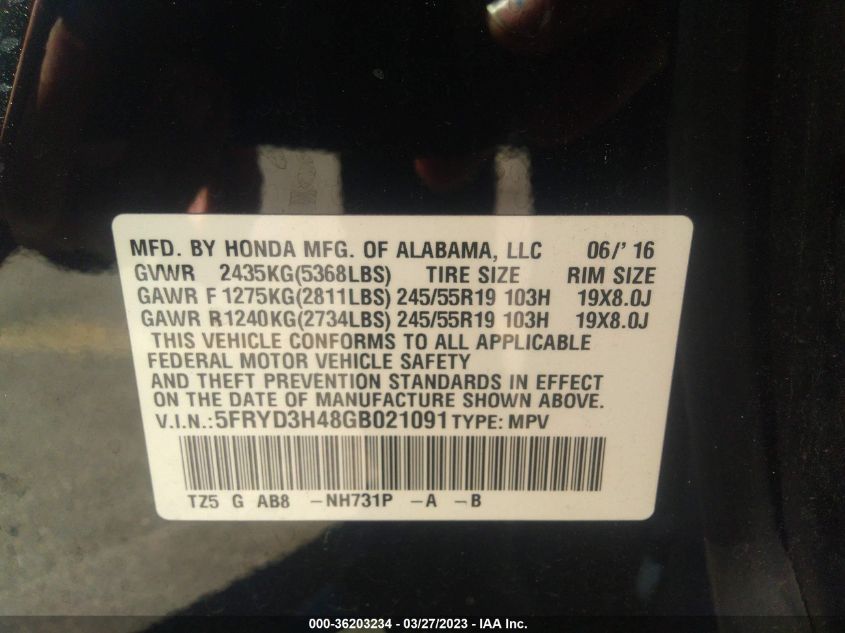 MFD. BY HONDA MFG. OF ALABAMA, LLC 06/' 16
GVWR 2435KG(5368LBS) TIRE SIZE RIM SIZE
GAWR F 1275KG(2811LBS) 245/55R19 103H 19X8.0J
GAWR R1240KG(2734LBS) 245/55R19 103H 19X8.0J
THIS VEHICLE CONFORMS TO ALL APPLICABLE
FEDERAL MOTOR VEHICLE SAFETY
AND THEFT PREVENTION STANDARDS IN EFFECT
ON THE DATE OF MANUFACTURE SHOWN ABOVE.
V.I.N.:5FRYD3H48GB021091 TYPE: MPV
TZ5 G AB8 -NH731P -A -B
000-36203234 - 03/27/2023 - IAA Inc.